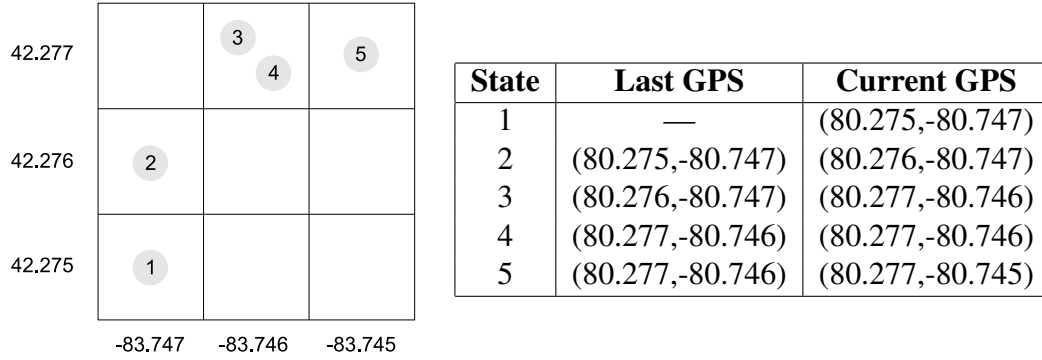 42.277
3
4
5
42.276
2
42.275
1
-83.747 -83.746 -83.745
State Last GPS Current GPS
1 — (80.275,-80.747)
2 (80.275,-80.747) (80.276,-80.747)
3 (80.276,-80.747) (80.277,-80.746)
4 (80.277,-80.746) (80.277,-80.746)
5 (80.277,-80.746) (80.277,-80.745)